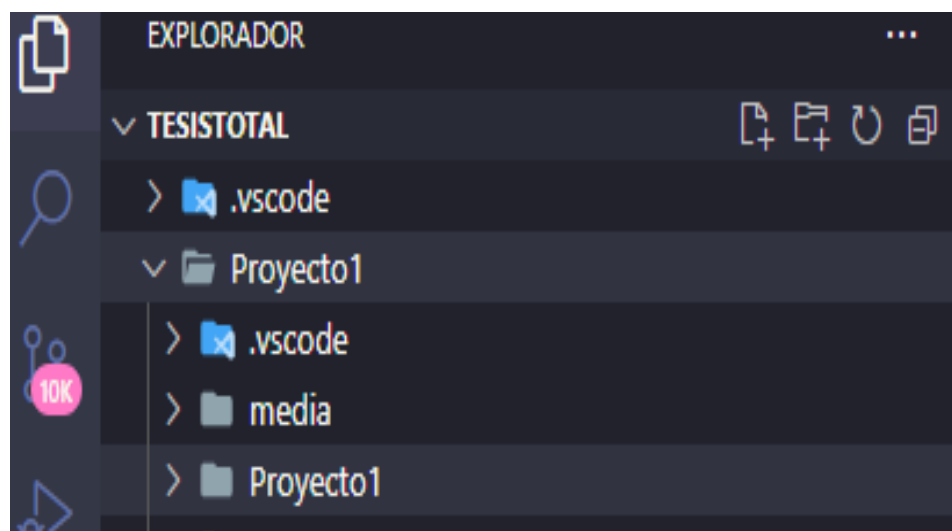 EXPLORADOR
TESISTOTAL
.vscode
Proyecto1
.vscode
media
10K
Proyecto1